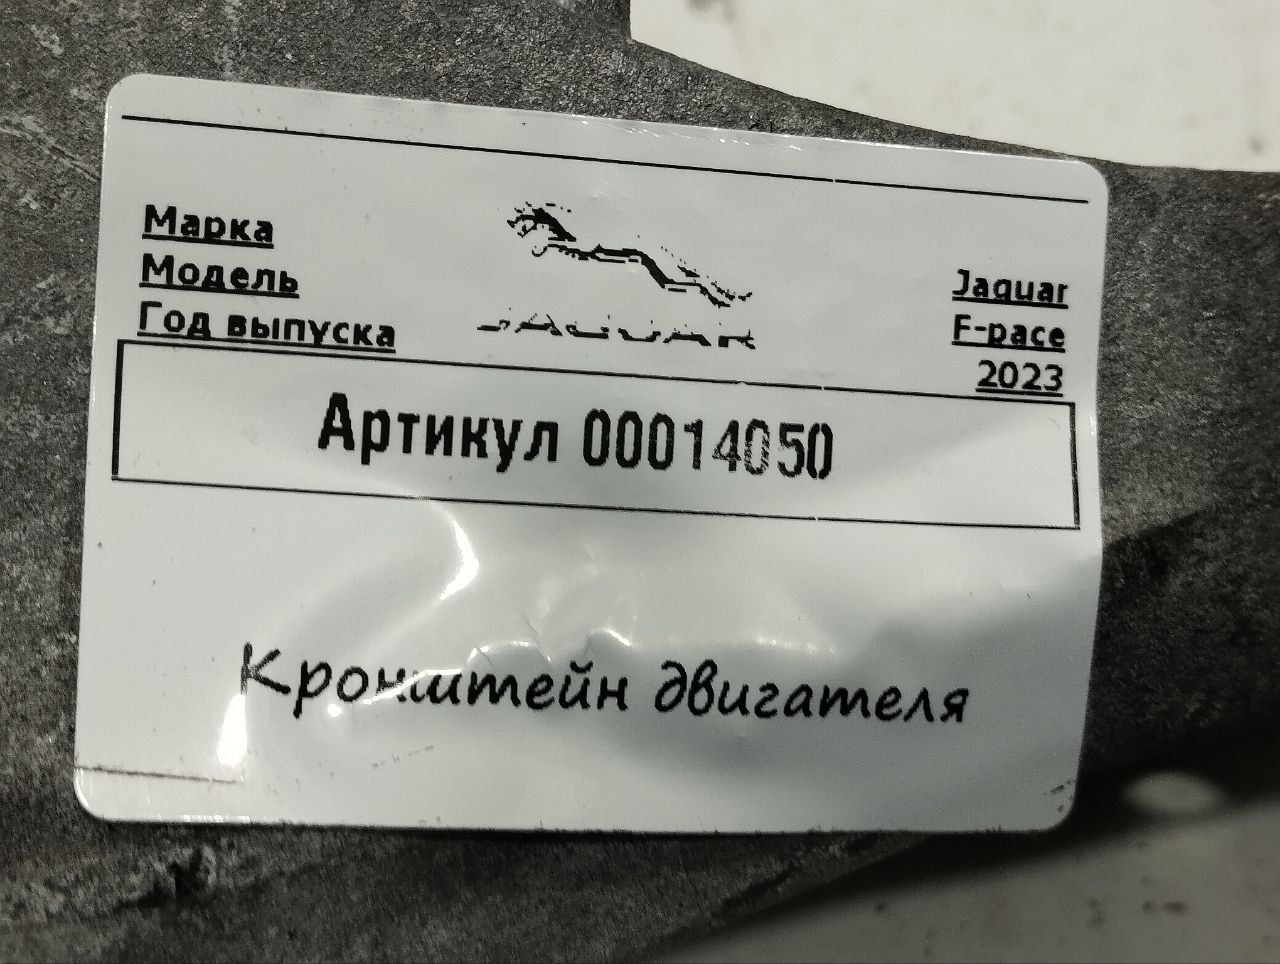 Марка
Модель
Год выпуска
JAGUAR
Jaguar
F-pace
2023
Артикул 00014050
Кронштейн двигателя